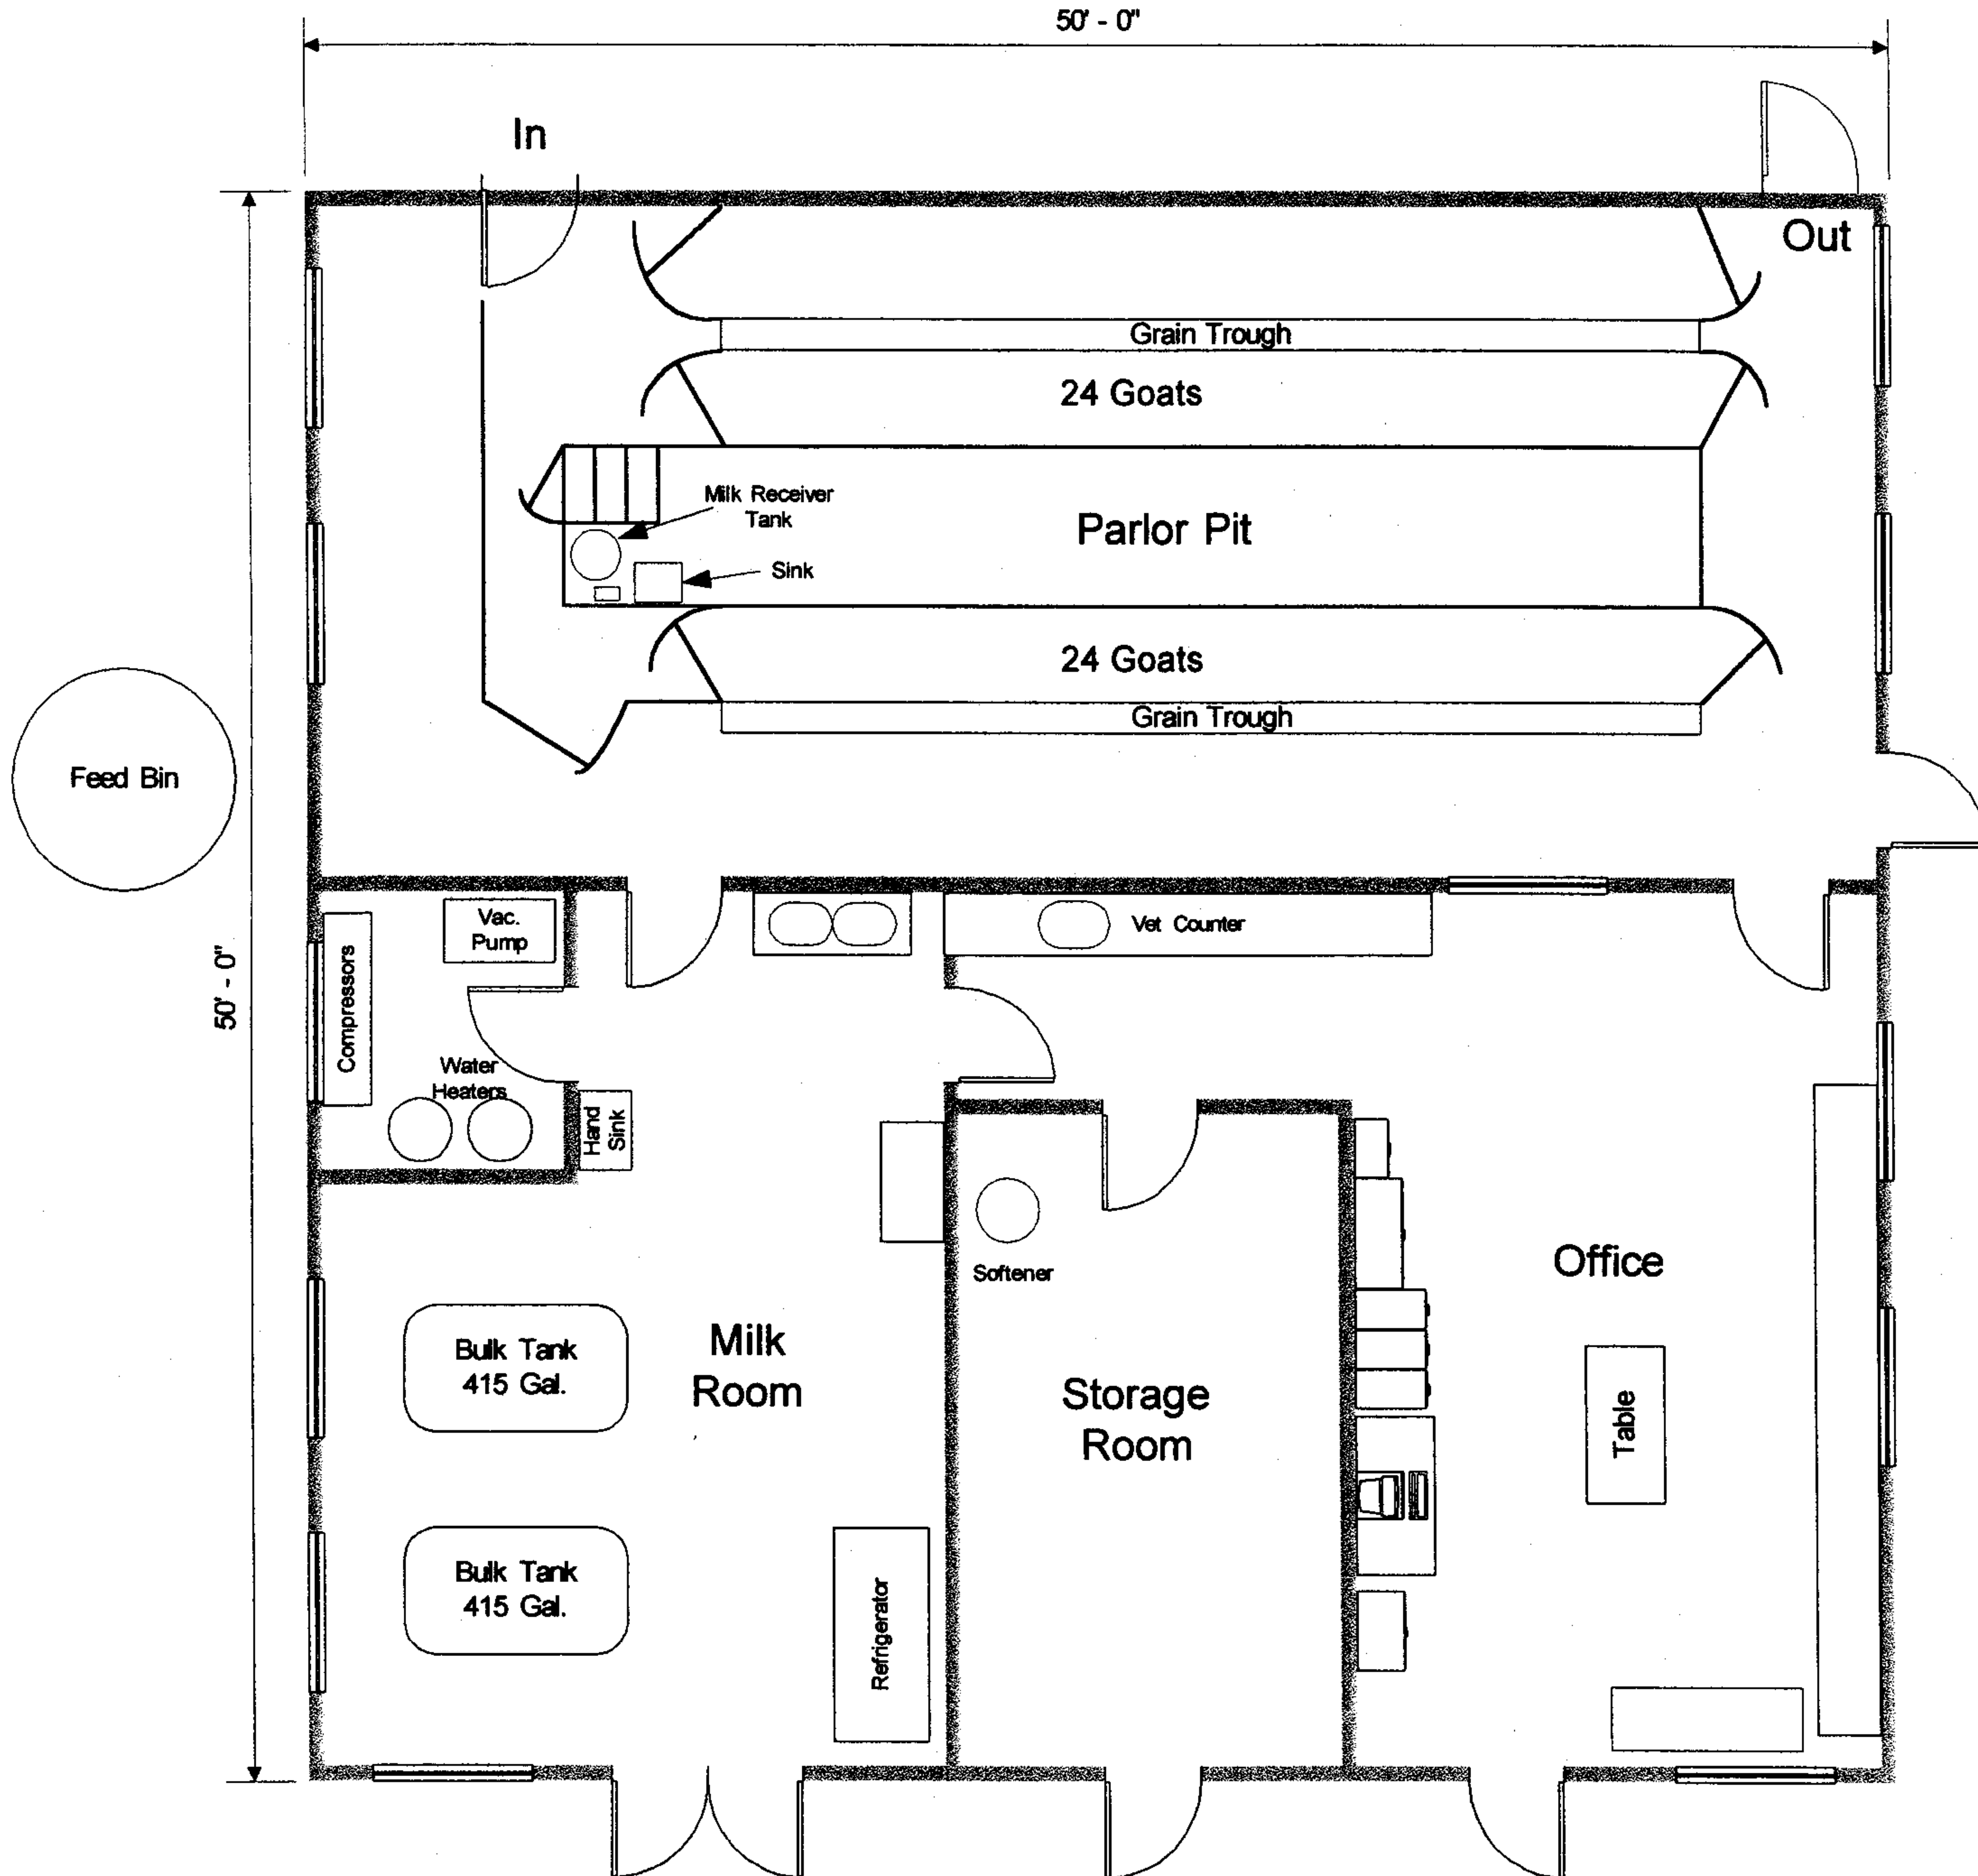 50' - 0"
In
Out
Grain Trough
24 Goats
Milk Receiver
Tank
Parlor Pit
Sink
24 Goats
Grain Trough
Feed Bin
50' - 0"
Vac.
Pump
Compressors
Water
Heaters
Hand
Sink
Vet Counter
Softener
Office
Bulk Tank
415 Gal.
Milk
Room
Storage
Room
Table
Bulk Tank
415 Gal.
Refrigerator